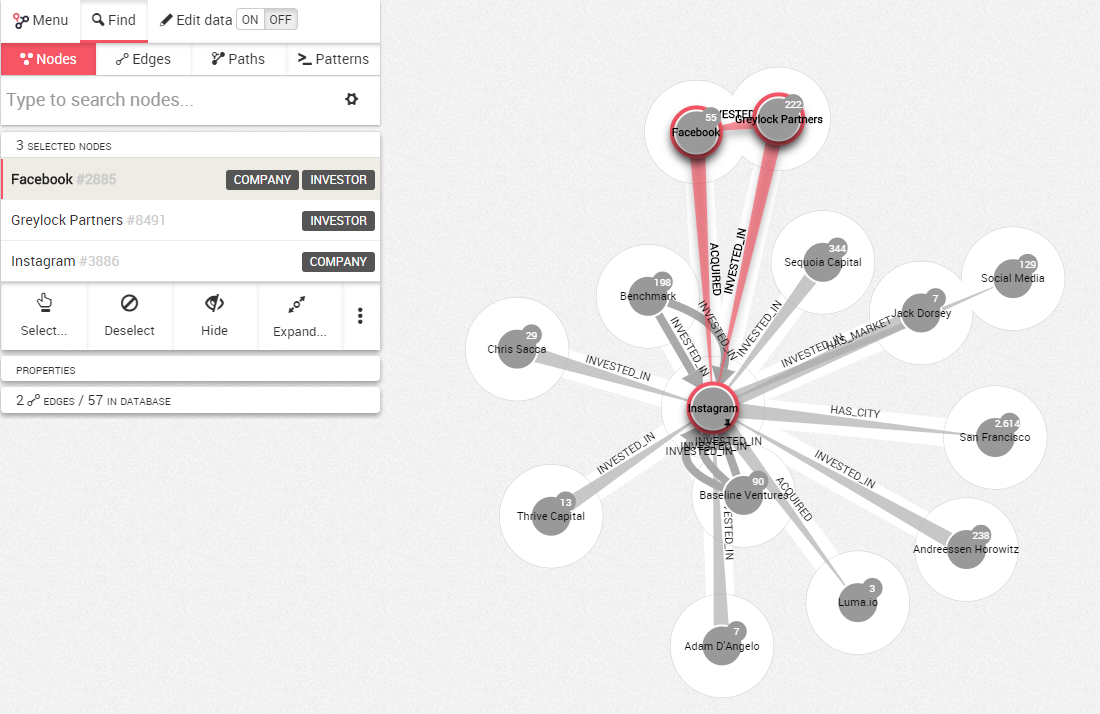 Menu Find Edit data ON OFF
Nodes Edges Paths Patterns
Type to search nodes...
3 SELECTED NODES
Facebook #2885 COMPANY INVESTOR
Greylock Partners #8491 INVESTOR
Instagram #3886 COMPANY
Select... Deselect Hide Expand...
PROPERTIES
2 EDGES / 57 IN DATABASE
222
55
Greylock Partners
Facebook
ACQUIRED
INVESTED_IN
344
Sequoia Capital
129
Social Media
198
Benchmark
7
Jack Dorsey
INVESTED_IN
INVESTED_IN
INVESTED_IN
INVESTED_IN
HAS_MARKET
29
Chris Sacca
INVESTED_IN
Instagram
HAS_CITY
2.614
San Francisco
INVESTED_IN
INVESTED_IN
INVESTED_IN
INVESTED_IN
INVESTED_IN
90
Baseline Ventures
ACQUIRED
13
Thrive Capital
238
Andreessen Horowitz
3
Luma.io
7
Adam D'Angelo